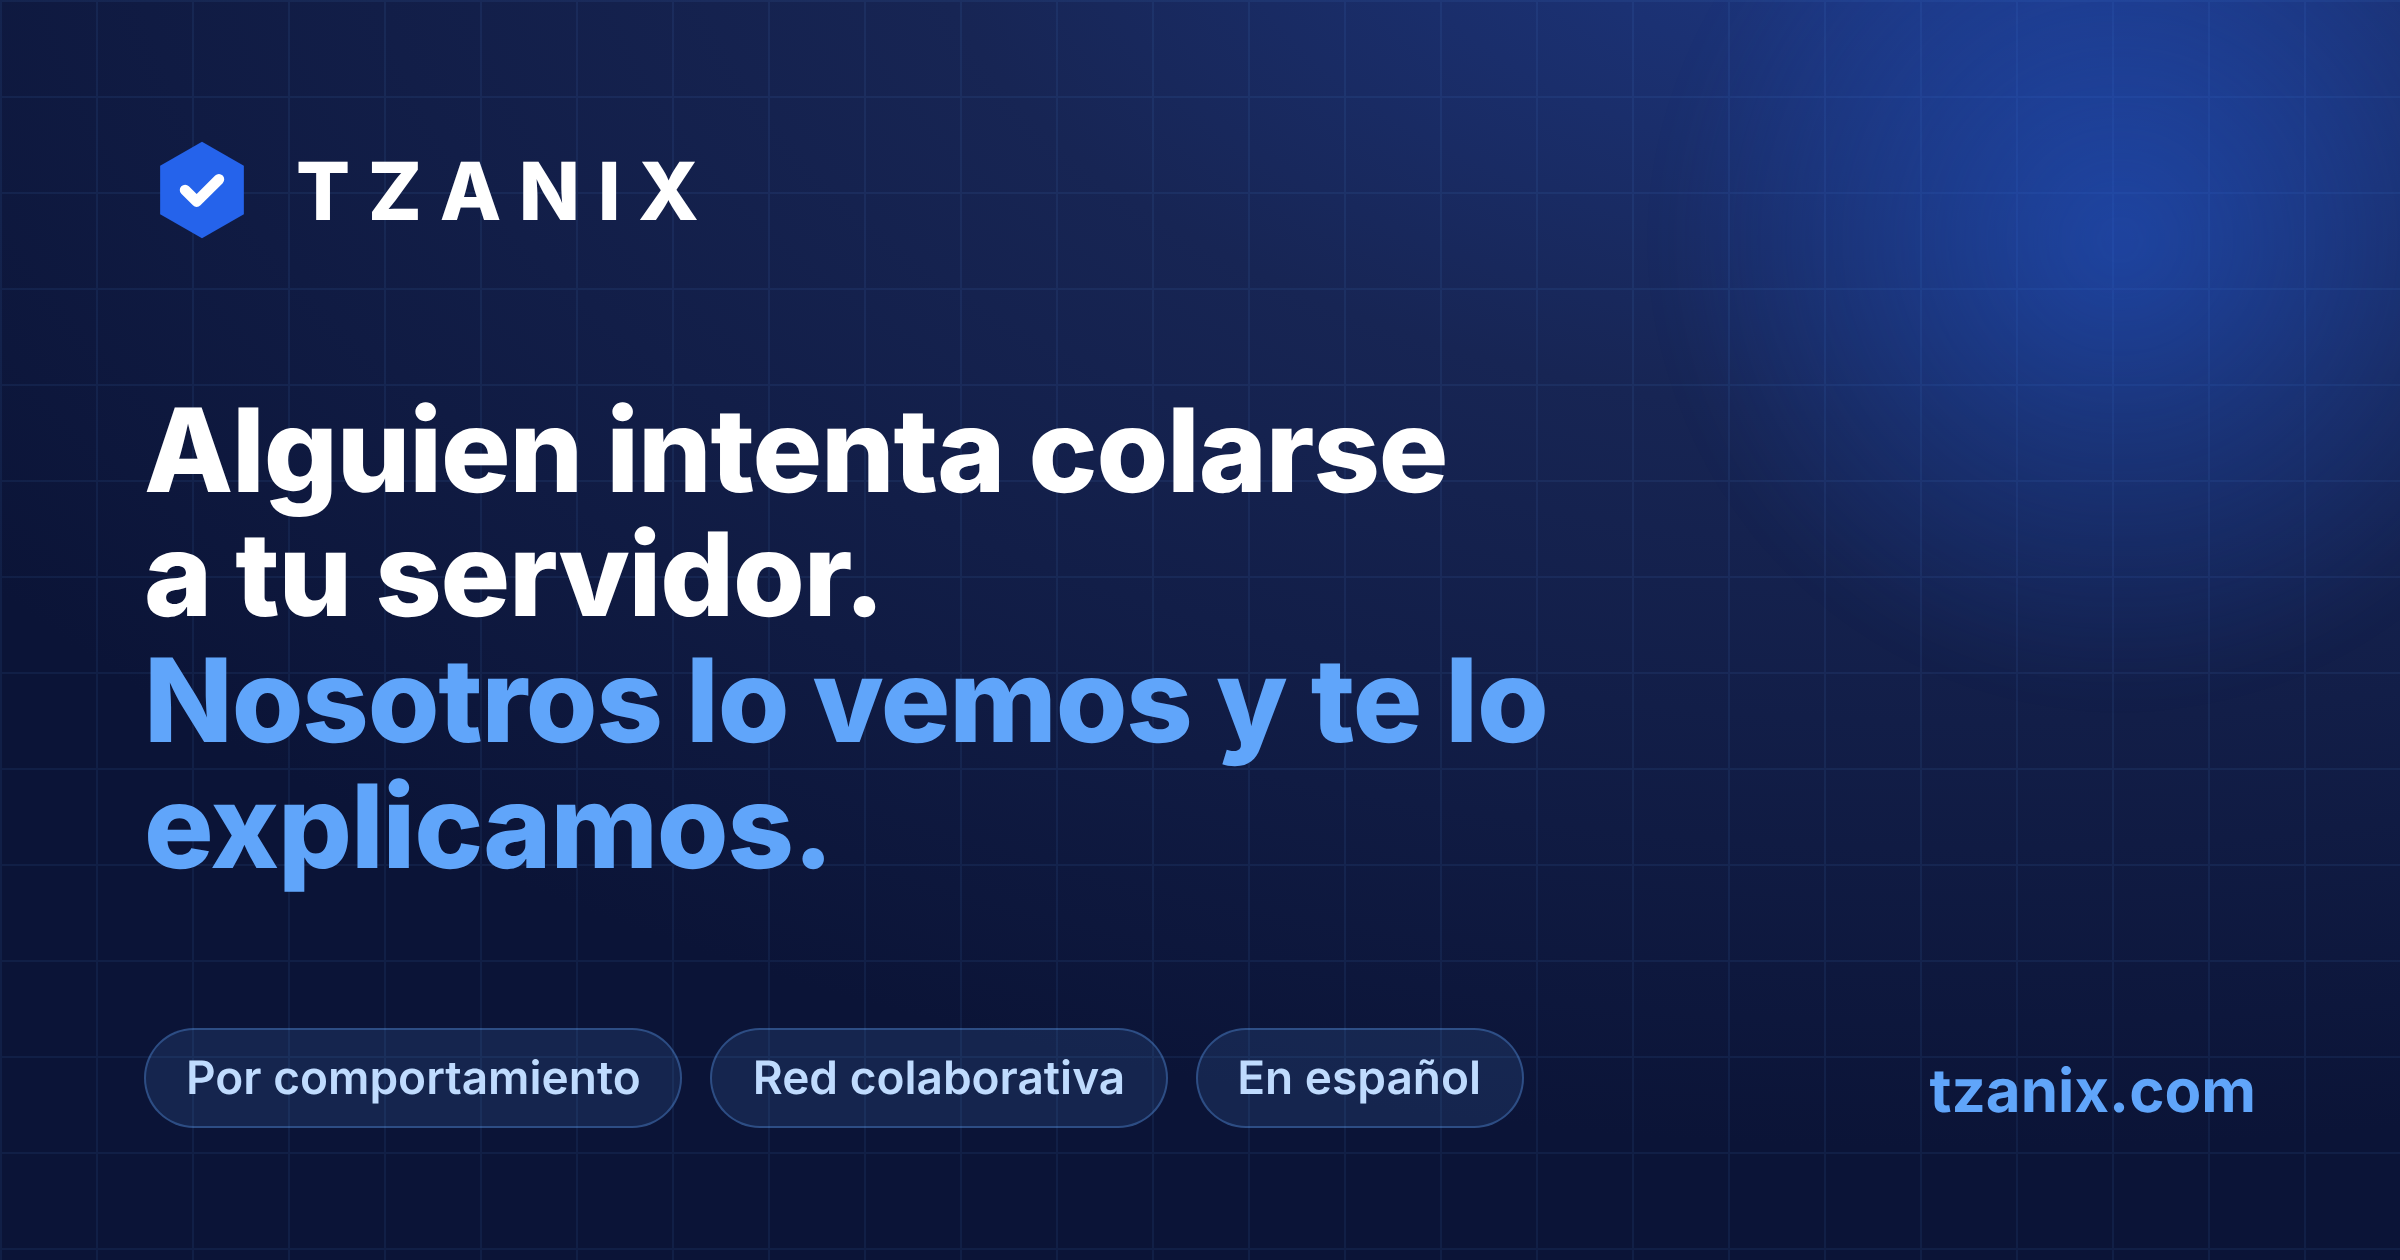 TZANIX
Alguien intenta colarse
a tu servidor.
Nosotros lo vemos y te lo
explicamos.
Por comportamiento
Red colaborativa
En español
tzanix.com